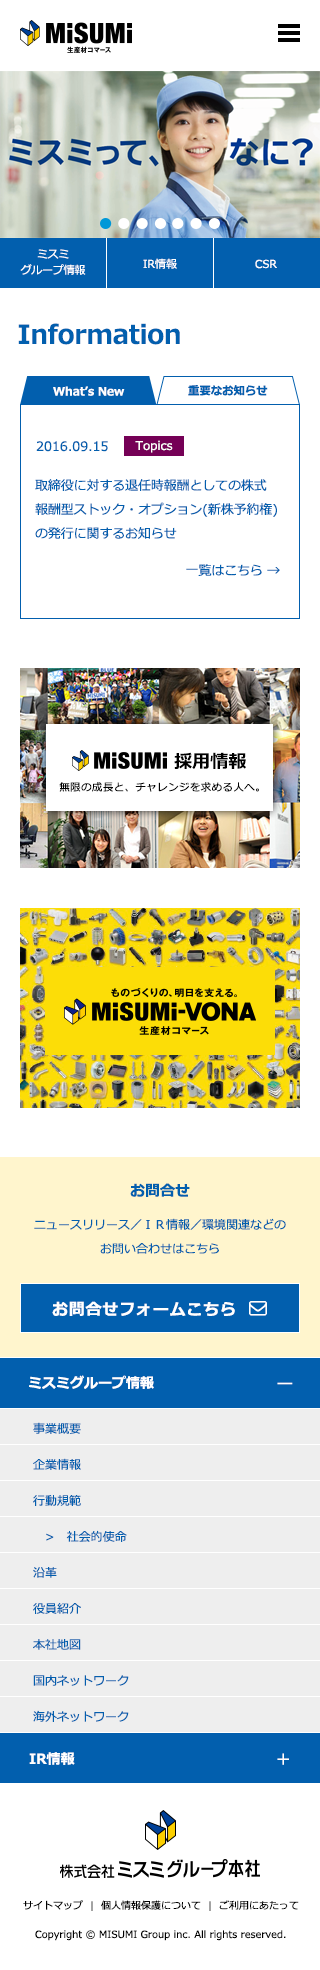 MiSUMi
生産材コマース
ミスミって、なに?
ミスミ
グループ情報
IR情報
CSR
Information
What's New
重要なお知らせ
2016.09.15 Topics
取締役に対する退任時報酬としての株式
報酬型ストック・オプション(新株予約権)
の発行に関するお知らせ
一覧はこちら →
MiSUMi 採用情報
無限の成長と、チャレンジを求める人へ。
ものづくりの、明日を支える。
MiSUMi-VONA
生産材コマース
お問合せ
ニュースリリース／ＩＲ情報／環境関連などの
お問い合わせはこちら
お問合せフォームこちら
ミスミグループ情報 −
事業概要
企業情報
行動規範
> 社会的使命
沿革
役員紹介
本社地図
国内ネットワーク
海外ネットワーク
IR情報 +
株式会社ミスミグループ本社
サイトマップ | 個人情報保護について | ご利用にあたって
Copyright © MISUMI Group inc. All rights reserved.